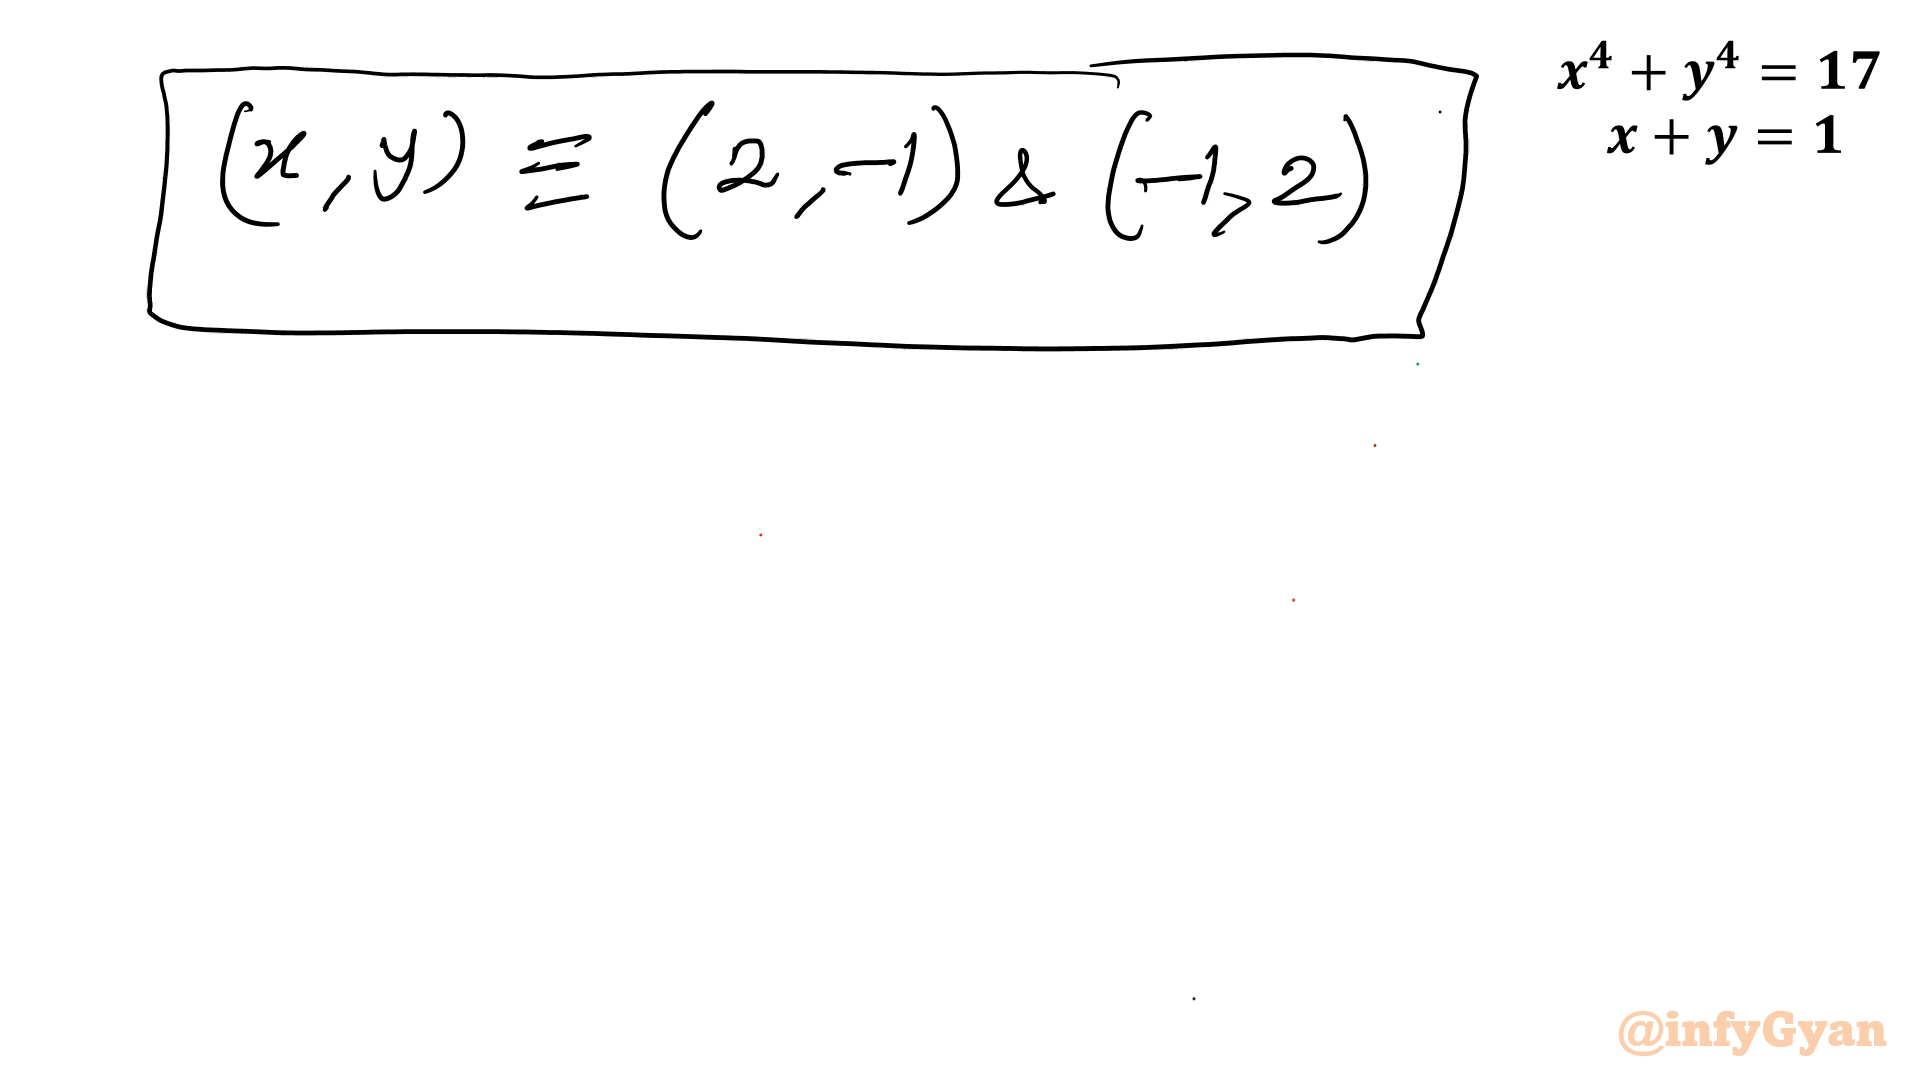 x⁴ + y⁴ = 17
x + y = 1
(x, y) ≡ (2, -1) & (-1, 2)
@infyGyan